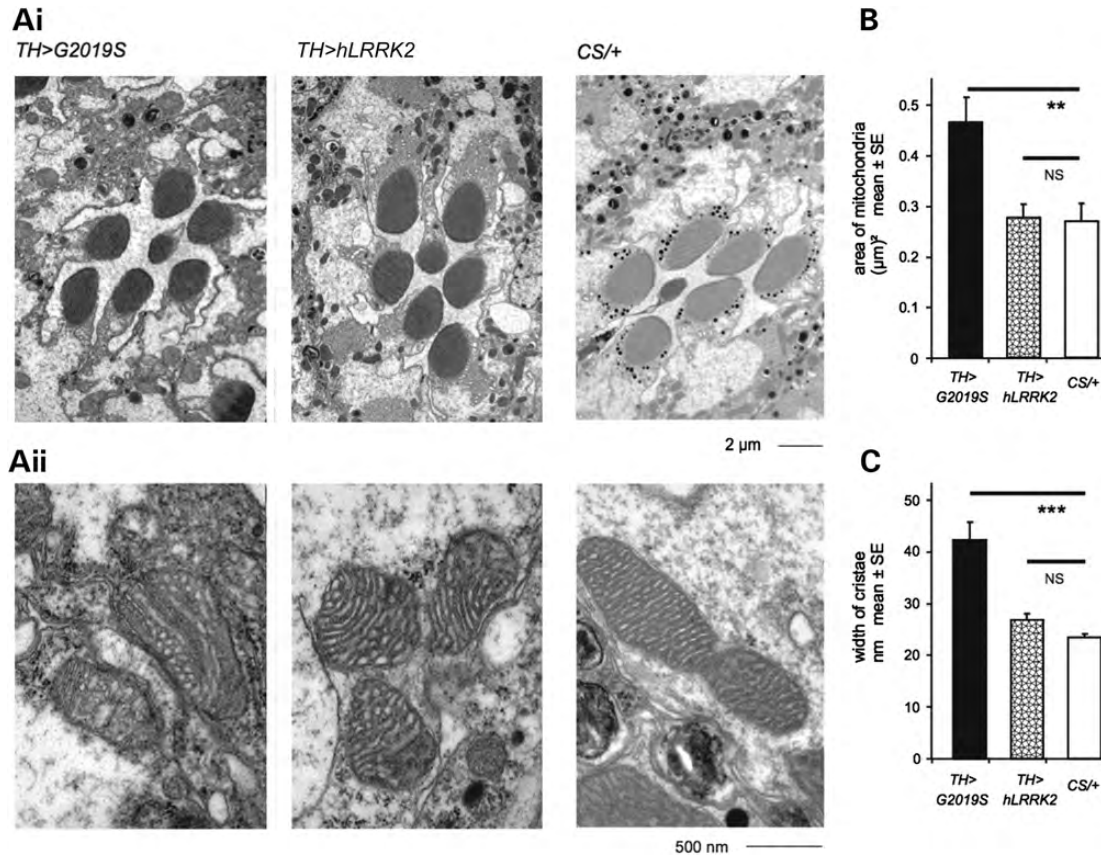 Ai
TH>G2019S
TH>hLRRK2
CS/+
2 µm
Aii
500 nm
B
area of mitochondria
(µm)² mean ± SE
0.5
0.4
0.3
0.2
0.1
0
**
NS
TH>
G2019S
TH>
hLRRK2
CS/+
C
width of cristae
nm mean ± SE
50
40
30
20
10
0
***
NS
TH>
G2019S
TH>
hLRRK2
CS/+